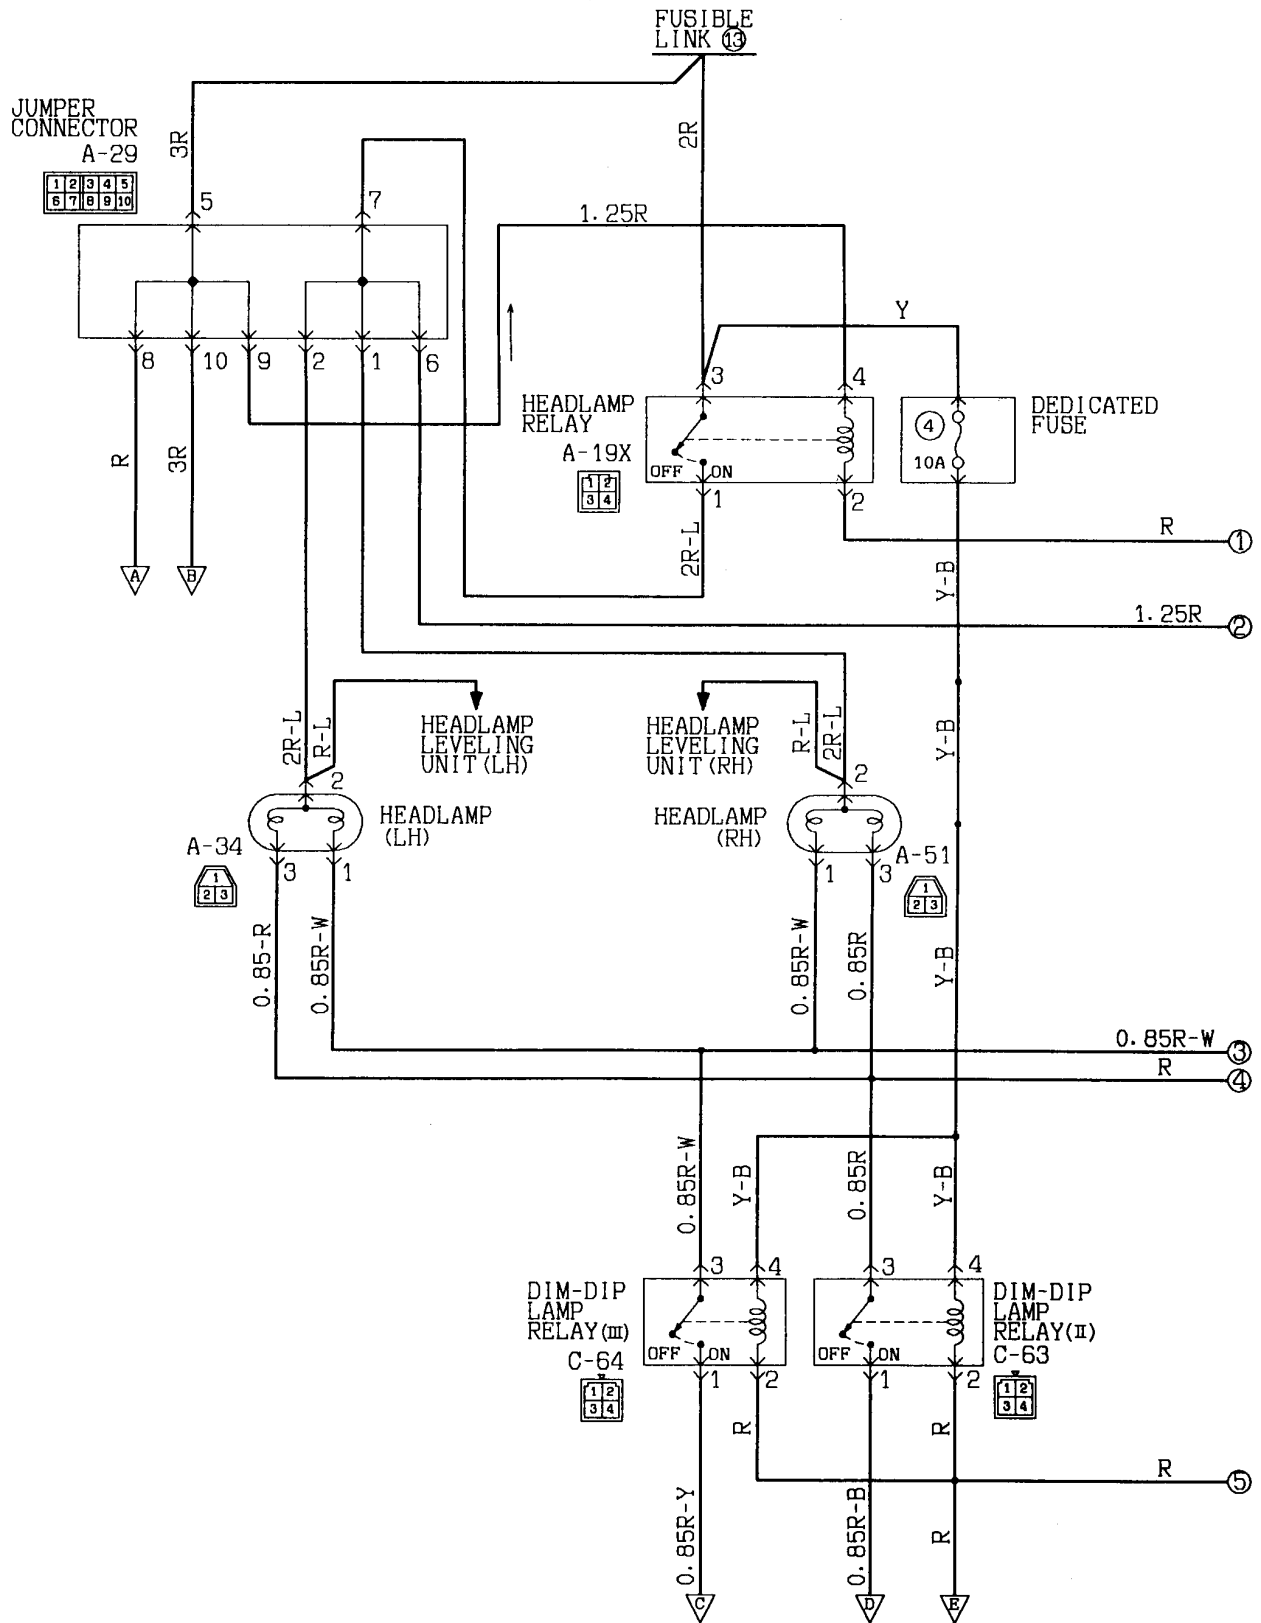 FUSIBLE
LINK ⑬
JUMPER
CONNECTOR
A-29
1 2 3 4 5
6 7 8 9 10
3R
2R
5
7
1.25R
Y
8
10
9
2
1
6
3
4
HEADLAMP
RELAY
A-19X
1 2
3 4
OFF
ON
④
10A
DEDICATED
FUSE
1
2
R
3R
2R-L
R
①
A
B
Y-B
1.25R
②
2R-L
R-L
HEADLAMP
LEVELING
UNIT(LH)
HEADLAMP
LEVELING
UNIT(RH)
R-L
2R-L
Y-B
2
HEADLAMP
(LH)
A-34
1
2 3
3
1
2
HEADLAMP
(RH)
A-51
1
2 3
1
3
0.85-R
0.85R-W
0.85R-W
0.85R
Y-B
0.85R-W
③
R
④
0.85R-W
Y-B
0.85R
Y-B
3
4
3
4
DIM-DIP
LAMP
RELAY(Ⅲ)
C-64
1 2
3 4
OFF
ON
OFF
ON
DIM-DIP
LAMP
RELAY(Ⅱ)
C-63
1 2
3 4
1
2
1
2
R
R
R
⑤
0.85R-Y
0.85R-B
R
C
D
E